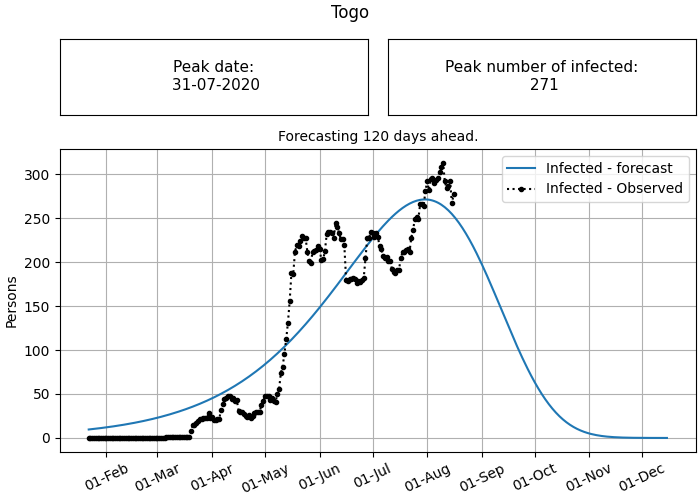 Togo
Peak date:
31-07-2020
Peak number of infected:
271
Forecasting 120 days ahead.
Infected - forecast
Infected - Observed
Persons
300
250
200
150
100
50
0
01-Feb
01-Mar
01-Apr
01-May
01-Jun
01-Jul
01-Aug
01-Sep
01-Oct
01-Nov
01-Dec